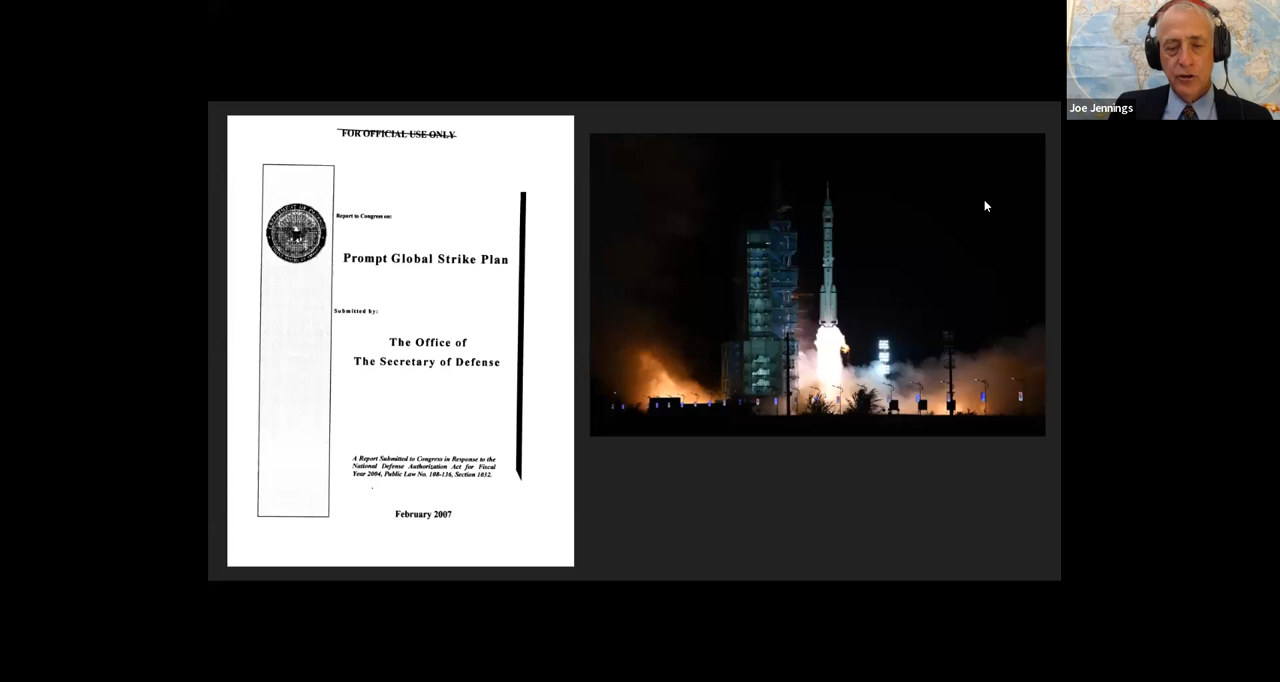 FOR OFFICIAL USE ONLY
Report to Congress on:
Prompt Global Strike Plan
Submitted by:
The Office of
The Secretary of Defense
A Report Submitted to Congress in Response to the
National Defense Authorization Act for Fiscal
Year 2004, Public Law No. 108-136, Section 1032.
February 2007
Joe Jennings